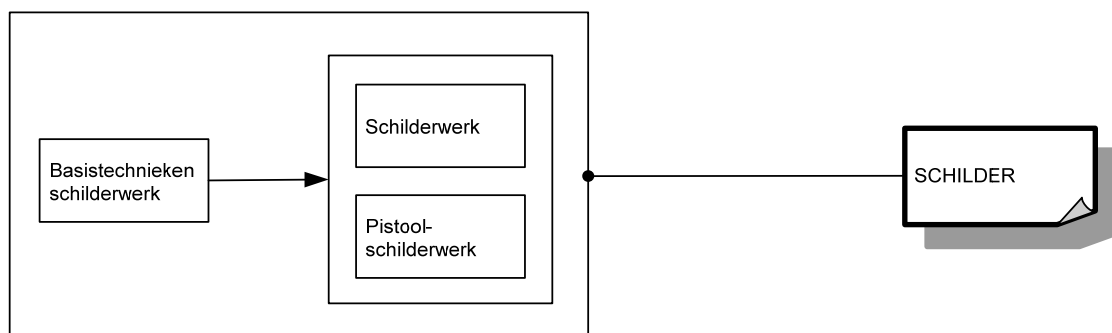 Basistechnieken
schilderwerk
Schilderwerk
Pistool-
schilderwerk
SCHILDER